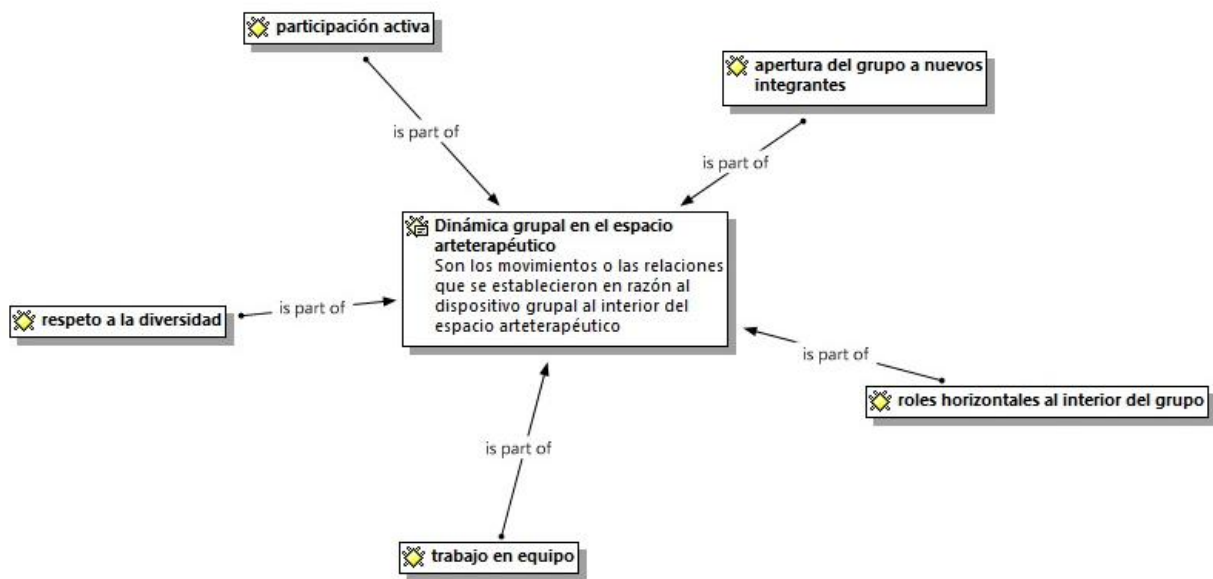 participación activa
apertura del grupo a nuevos
integrantes
is part of
is part of
Dinámica grupal en el espacio
arteterapéutico
Son los movimientos o las relaciones
que se establecieron en razón al
dispositivo grupal al interior del
espacio arteterapéutico
is part of
respeto a la diversidad
is part of
roles horizontales al interior del grupo
is part of
trabajo en equipo